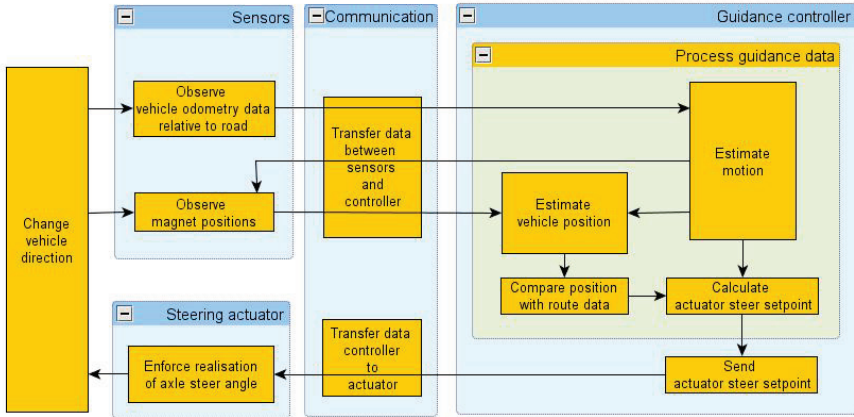 Sensors
Communication
Guidance controller
Process guidance data
Observe
vehicle odometry data
relative to road
Transfer data
between
sensors
and
controller
Estimate
motion
Observe
magnet positions
Estimate
vehicle position
Change
vehicle
direction
Compare position
with route data
Calculate
actuator steer setpoint
Steering actuator
Transfer data
controller
to
actuator
Enforce realisation
of axle steer angle
Send
actuator steer setpoint